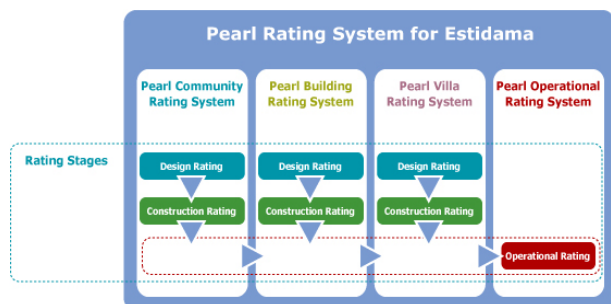 Pearl Rating System for Estidama
Pearl Community
Rating System
Pearl Building
Rating System
Pearl Villa
Rating System
Pearl Operational
Rating System
Rating Stages
Design Rating
Design Rating
Design Rating
Construction Rating
Construction Rating
Construction Rating
Operational Rating